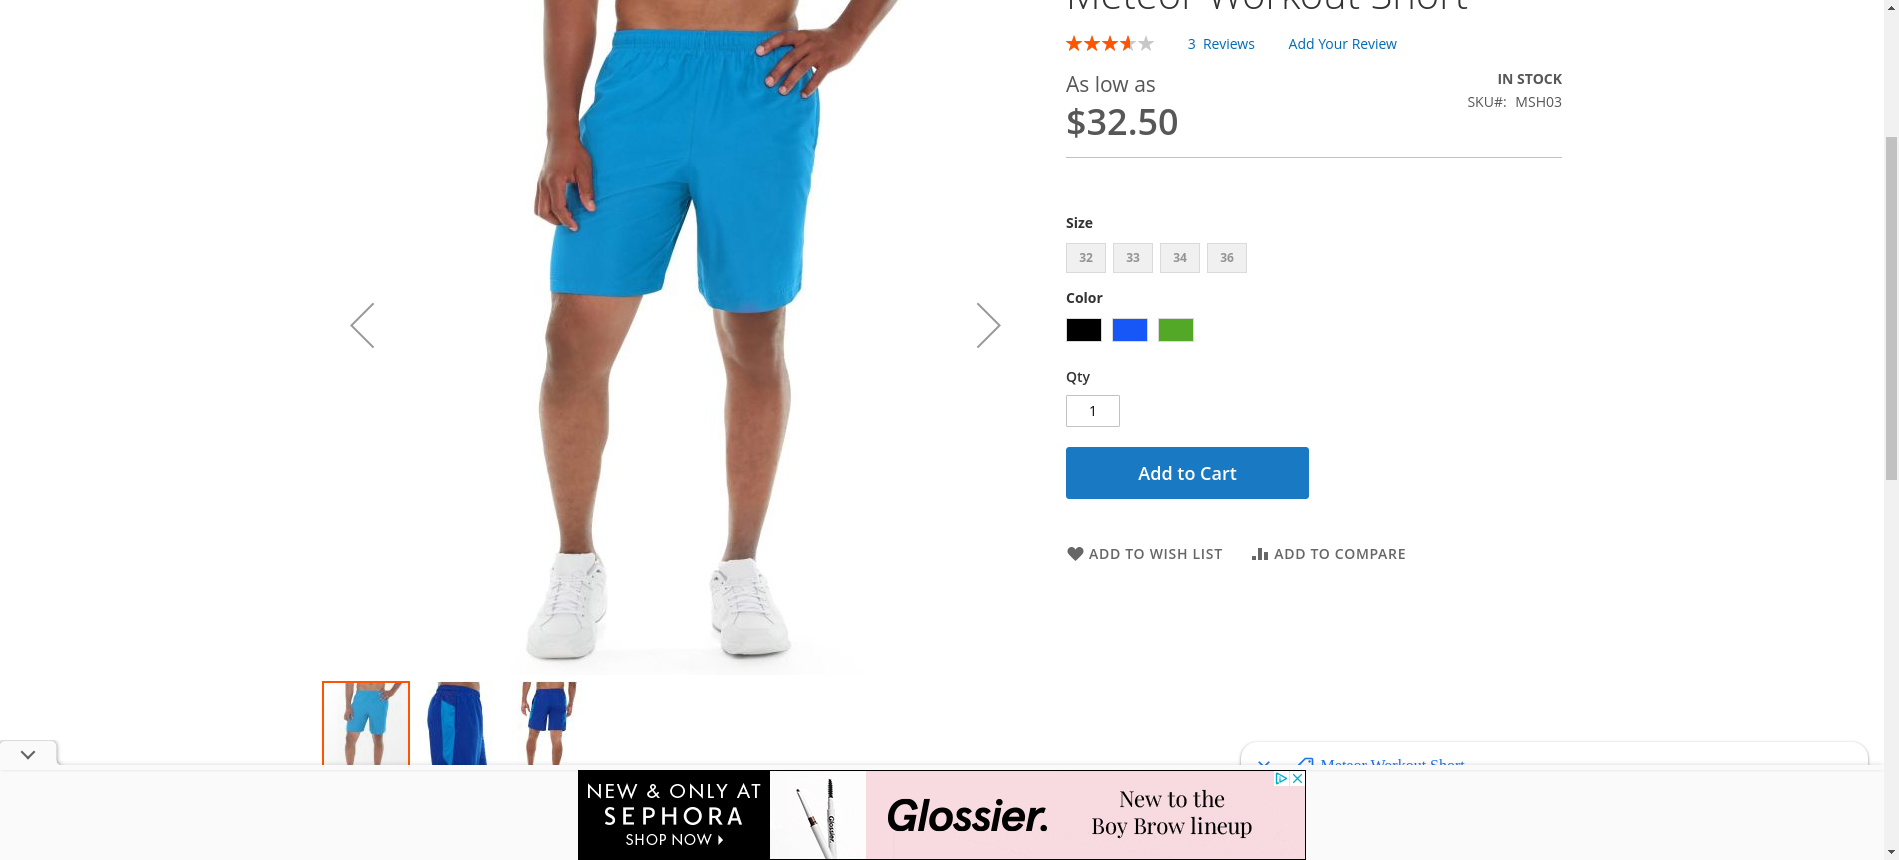 Meteor Workout Short
3 Reviews
Add Your Review
As low as
$32.50
IN STOCK
SKU#: MSH03
Size
32
33
34
36
Color
Qty
1
Add to Cart
ADD TO WISH LIST
ADD TO COMPARE
Meteor Workout Short
NEW & ONLY AT
SEPHORA
SHOP NOW
Glossier.
Glossier.
New to the
Boy Brow lineup